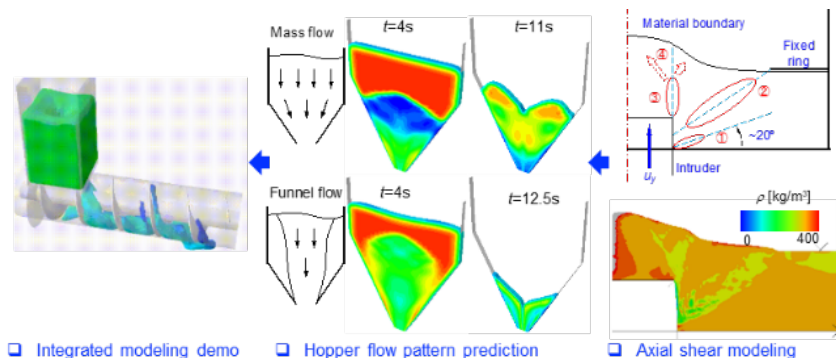 Mass flow
t=4s
t=11s
Funnel flow
t=4s
t=12.5s
Material boundary
Fixed
ring
④
③
②
①
~20°
Intruder
uy
ρ [kg/m³]
0
400
❑ Integrated modeling demo
❑ Hopper flow pattern prediction
❑ Axial shear modeling